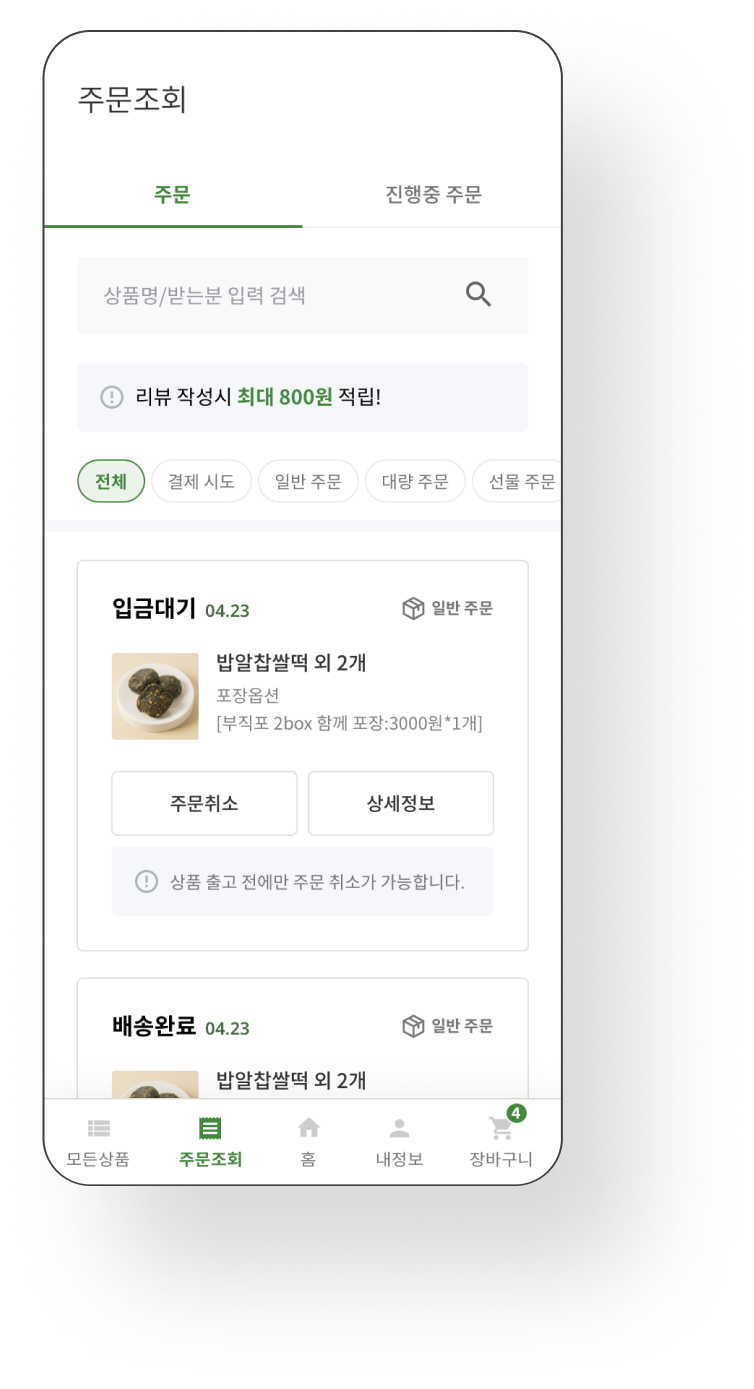 주문조회
주문
진행중 주문
상품명/받는분 입력 검색
리뷰 작성시 최대 800원 적립!
전체
결제 시도
일반 주문
대량 주문
선물 주문
입금대기 04.23
일반 주문
밥알찹쌀떡 외 2개
포장옵션
[부직포 2box 함께 포장:3000원*1개]
주문취소
상세정보
상품 출고 전에만 주문 취소가 가능합니다.
배송완료 04.23
일반 주문
밥알찹쌀떡 외 2개
4
모든상품
주문조회
홈
내정보
장바구니